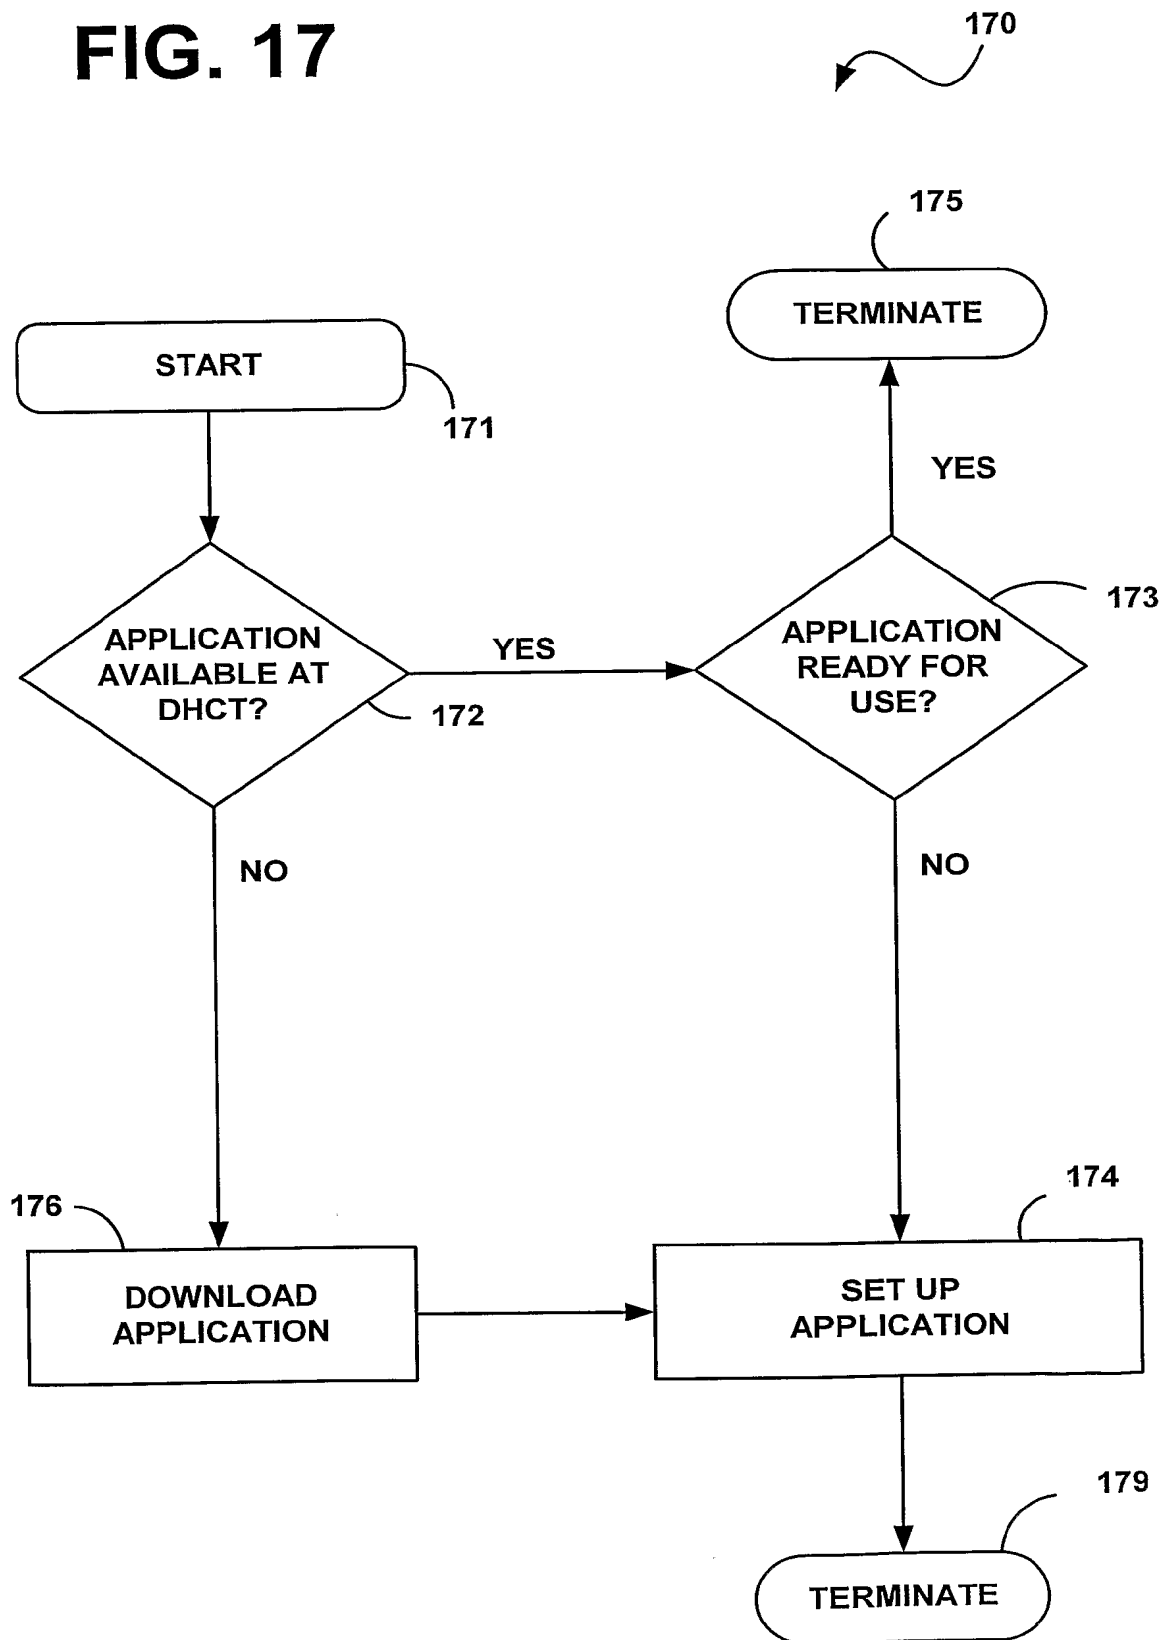 FIG. 17
170
175
TERMINATE
START
171
YES
APPLICATION
AVAILABLE AT
DHCT?
172
YES
APPLICATION
READY FOR
USE?
173
NO
NO
176
DOWNLOAD
APPLICATION
174
SET UP
APPLICATION
179
TERMINATE